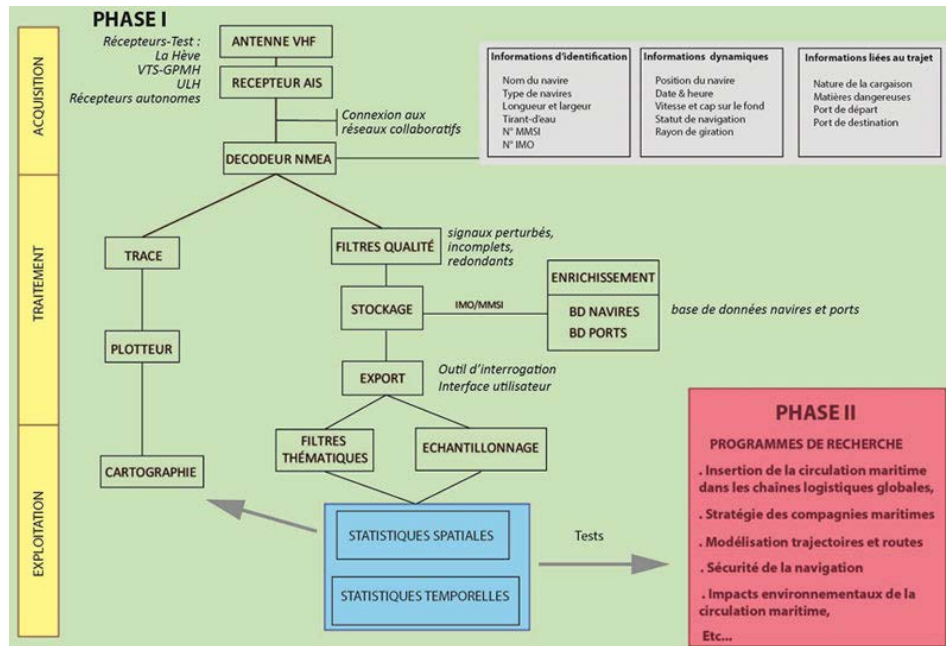 PHASE I
Récepteurs-Test :
La Hève
VTS-GPMH
ULH
Récepteurs autonomes
ACQUISITION
ANTENNE VHF
RECEPTEUR AIS
Connexion aux
réseaux collaboratifs
DECODEUR NMEA
Informations d'identification
Nom du navire
Type de navires
Longueur et largeur
Tirant-d'eau
N° MMSI
N° IMO
Informations dynamiques
Position du navire
Date & heure
Vitesse et cap sur le fond
Statut de navigation
Rayon de giration
Informations liées au trajet
Nature de la cargaison
Matières dangereuses
Port de départ
Port de destination
TRAITEMENT
TRACE
PLOTTEUR
FILTRES QUALITÉ
signaux perturbés,
incomplets,
redondants
STOCKAGE
IMO/MMSI
ENRICHISSEMENT
BD NAVIRES
BD PORTS
base de données navires et ports
EXPORT
Outil d'interrogation
Interface utilisateur
EXPLOITATION
CARTOGRAPHIE
FILTRES
THÉMATIQUES
ECHANTILLONNAGE
STATISTIQUES SPATIALES
STATISTIQUES TEMPORELLES
Tests
PHASE II
PROGRAMMES DE RECHERCHE
. Insertion de la circulation maritime
dans les chaînes logistiques globales,
. Stratégie des compagnies maritimes
. Modélisation trajectoires et routes
. Sécurité de la navigation
. Impacts environnementaux de la
circulation maritime,
Etc...